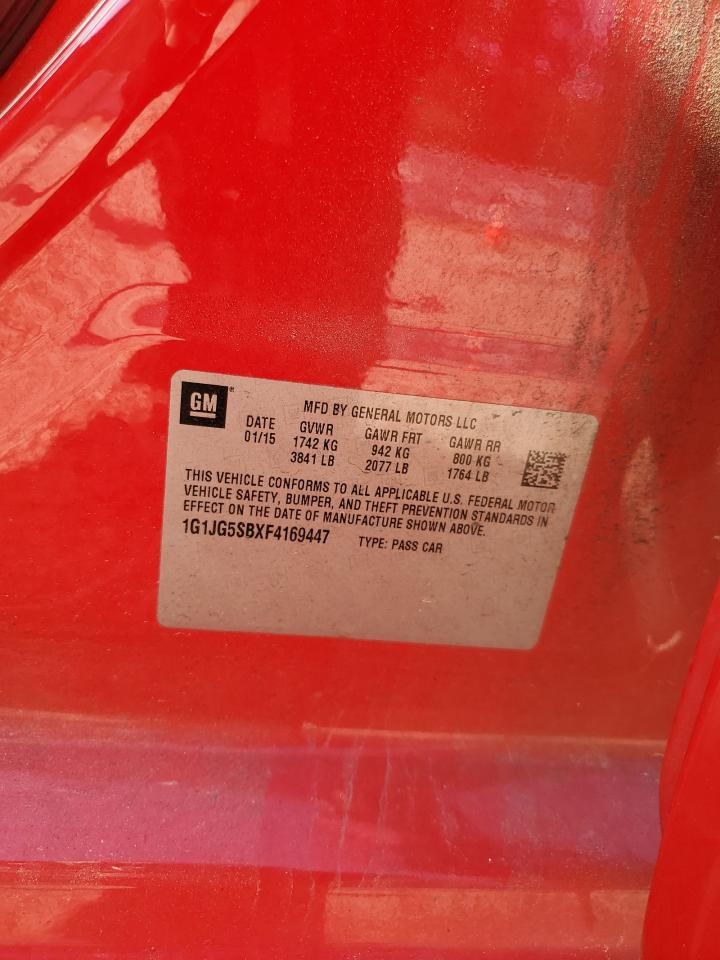 GM
MFD BY GENERAL MOTORS LLC
DATE GVWR GAWR FRT GAWR RR
01/15 1742 KG 942 KG 800 KG
3841 LB 2077 LB 1764 LB
THIS VEHICLE CONFORMS TO ALL APPLICABLE U.S. FEDERAL MOTOR
VEHICLE SAFETY, BUMPER, AND THEFT PREVENTION STANDARDS IN
EFFECT ON THE DATE OF MANUFACTURE SHOWN ABOVE.
1G1JG5SBXF4169447 TYPE: PASS CAR